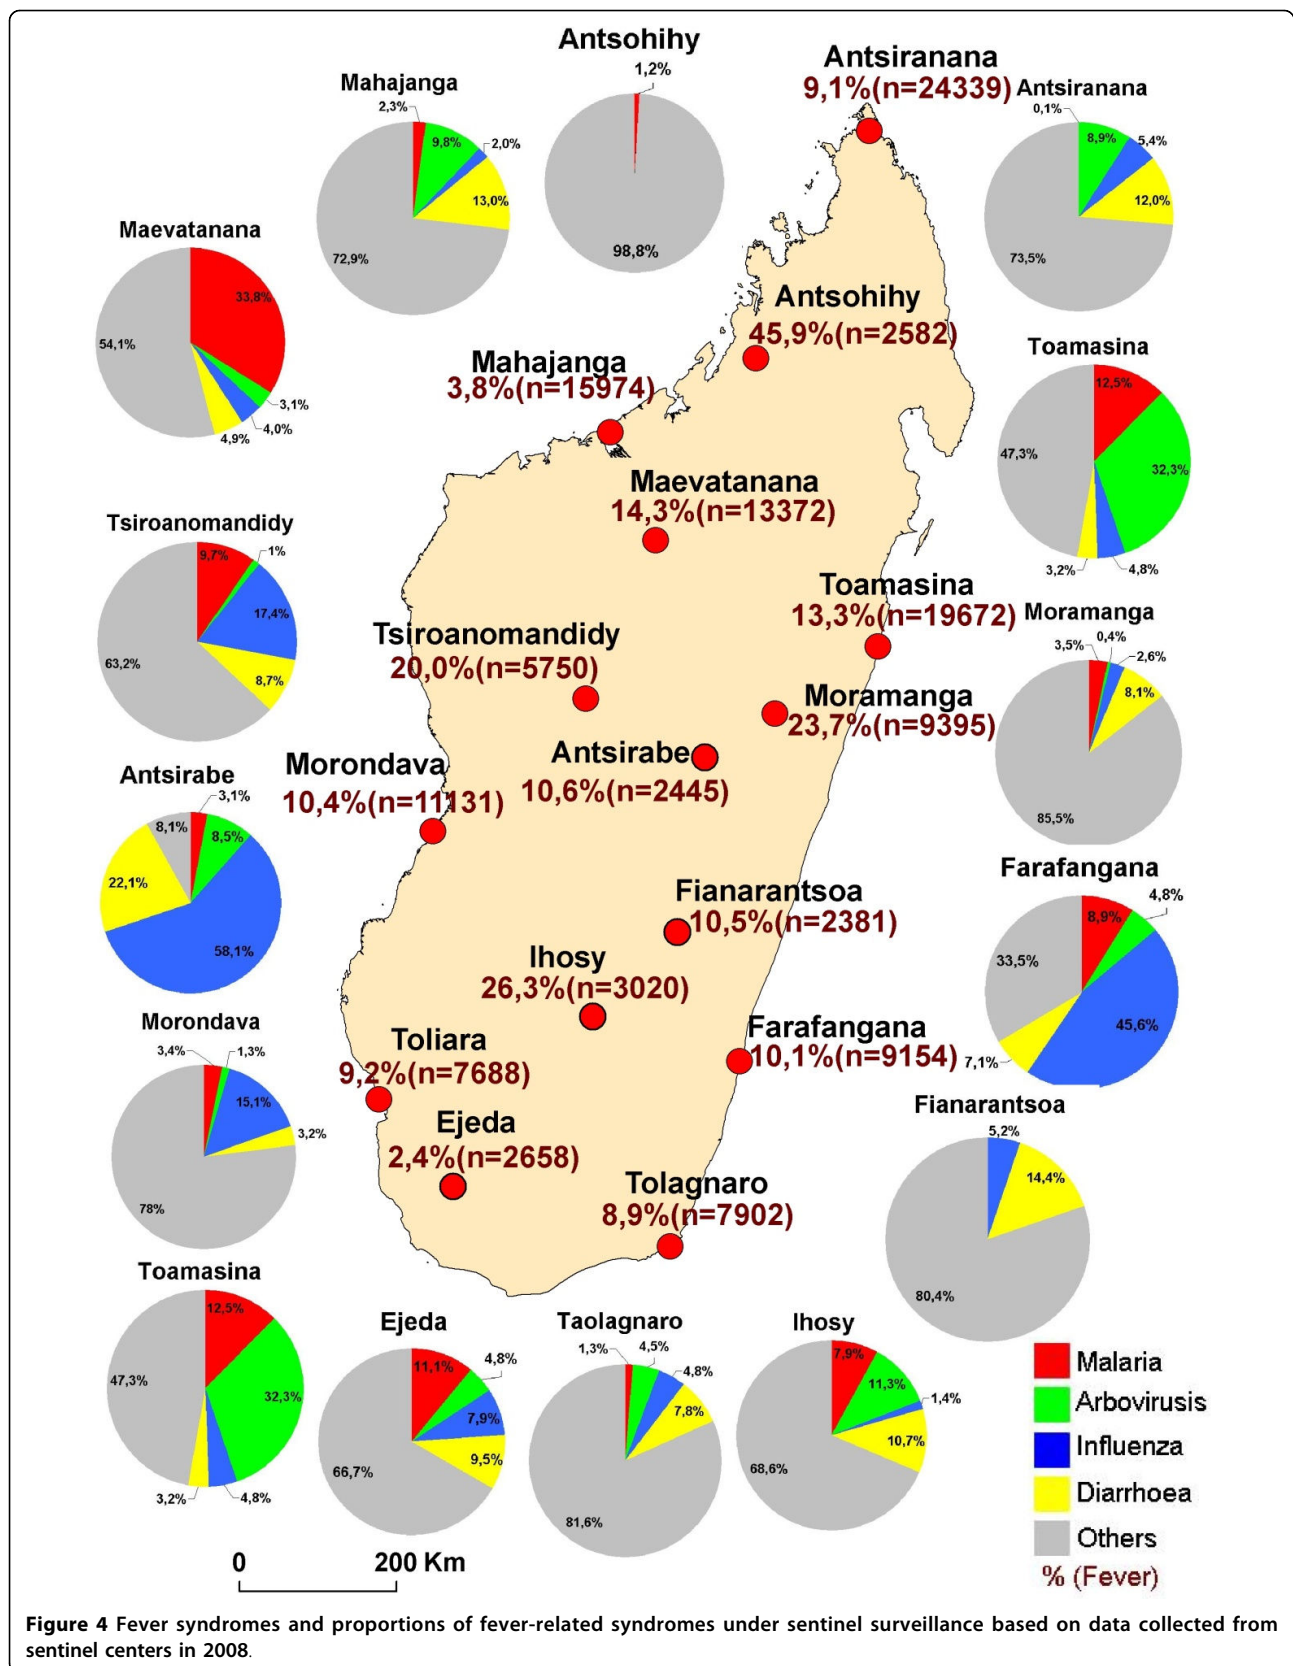 Antsohihy
1,2%
98,8%
Mahajanga
2,3%
9,8%
2,0%
13,0%
72,9%
Antsiranana
9,1%(n=24339)
Antsiranana
0,1%
8,9%
5,4%
12,0%
73,5%
Maevatanana
33,8%
54,1%
3,1%
4,0%
4,9%
Antsohihy
45,9%(n=2582)
Mahajanga
3,8%(n=15974)
Toamasina
12,5%
47,3%
32,3%
3,2%
4,8%
Maevatanana
14,3%(n=13372)
Tsiroanomandidy
9,7%
1%
17,4%
63,2%
8,7%
Toamasina
13,3%(n=19672)
Tsiroanomandidy
20,0%(n=5750)
Moramanga
3,5%
0,4%
2,6%
8,1%
85,5%
Moramanga
23,7%(n=9395)
Antsirabe
10,6%(n=2445)
Morondava
10,4%(n=11131)
Antsirabe
3,1%
8,1%
8,5%
22,1%
58,1%
Farafangana
8,9%
4,8%
33,5%
45,6%
7,1%
Fianarantsoa
10,5%(n=2381)
Ihosy
26,3%(n=3020)
Morondava
3,4%
1,3%
15,1%
3,2%
78%
Toliara
9,2%(n=7688)
Farafangana
10,1%(n=9154)
Ejeda
2,4%(n=2658)
Fianarantsoa
5,2%
14,4%
80,4%
Tolagnaro
8,9%(n=7902)
Toamasina
12,5%
47,3%
32,3%
3,2%
4,8%
Ejeda
11,1%
4,8%
7,9%
9,5%
66,7%
Taolagnaro
1,3%
4,5%
4,8%
7,8%
81,6%
Ihosy
7,9%
11,3%
1,4%
10,7%
68,6%
Malaria
Arbovirusis
Influenza
Diarrhoea
Others
% (Fever)
0 200 Km
Figure 4 Fever syndromes and proportions of fever-related syndromes under sentinel surveillance based on data collected from
sentinel centers in 2008.